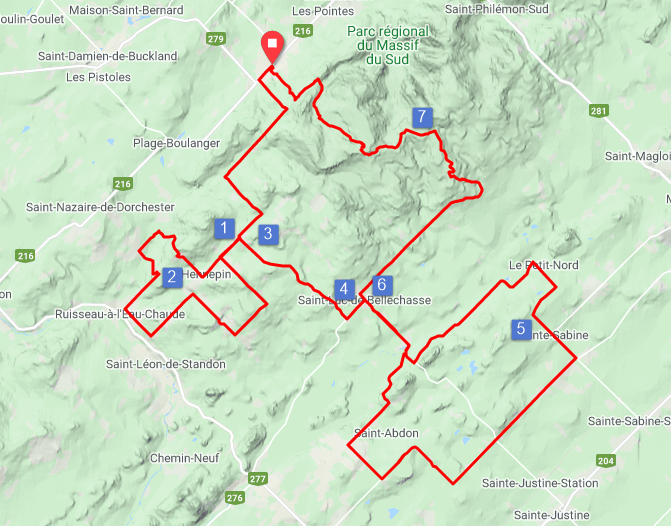 Maison-Saint-Bernard
Les Pointes
Saint-Philémon-Sud
oulin-Goulet
279
216
Parc régional
du Massif
du Sud
Saint-Damien-de-Buckland
Les Pistoles
281
7
Plage-Boulanger
Saint-Magloi
216
Saint-Nazaire-de-Dorchester
1
3
216
Le Petit-Nord
2
Hennepin
4
6
on
Saint-Luc-de-Bellechasse
Ruisseau-à-l'Eau-Chaude
5
nte-Sabine
Saint-Léon-de-Standon
Sainte-Sabine-S
Saint-Abdon
Chemin-Neuf
204
277
276
Sainte-Justine-Station
Sainte-Justine